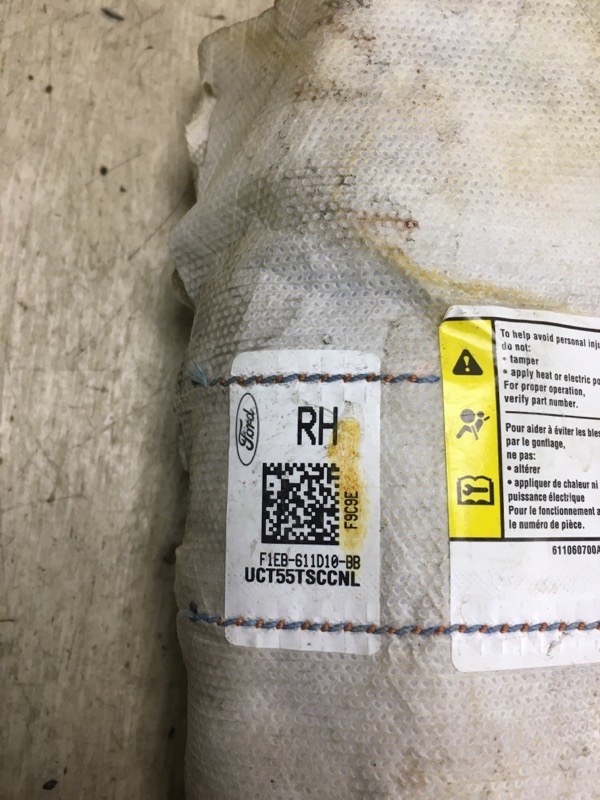 Ford
RH
F9C9E
F1EB-611D10-BB
UCT55TSCCNL
To help avoid personal inju
do not:
• tamper
• apply heat or electric po
For proper operation,
verify part number.
Pour aider à éviter les bles
par le gonflage,
ne pas:
• altérer
• appliquer de chaleur ni
puissance électrique
Pour le fonctionnement a
le numéro de pièce.
611060700A